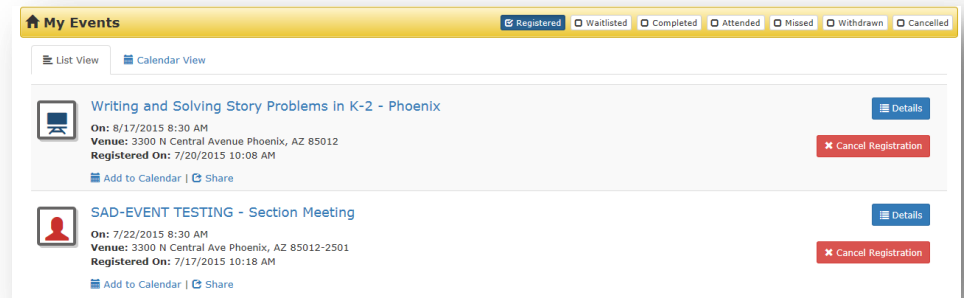 My Events
Registered Waitlisted Completed Attended Missed Withdrawn Cancelled
List View Calendar View
Writing and Solving Story Problems in K-2 - Phoenix
Details
On: 8/17/2015 8:30 AM
Venue: 3300 N Central Avenue Phoenix, AZ 85012
Cancel Registration
Registered On: 7/20/2015 10:08 AM
Add to Calendar | Share
SAD-EVENT TESTING - Section Meeting
Details
On: 7/22/2015 8:30 AM
Venue: 3300 N Central Ave Phoenix, AZ 85012-2501
Cancel Registration
Registered On: 7/17/2015 10:18 AM
Add to Calendar | Share